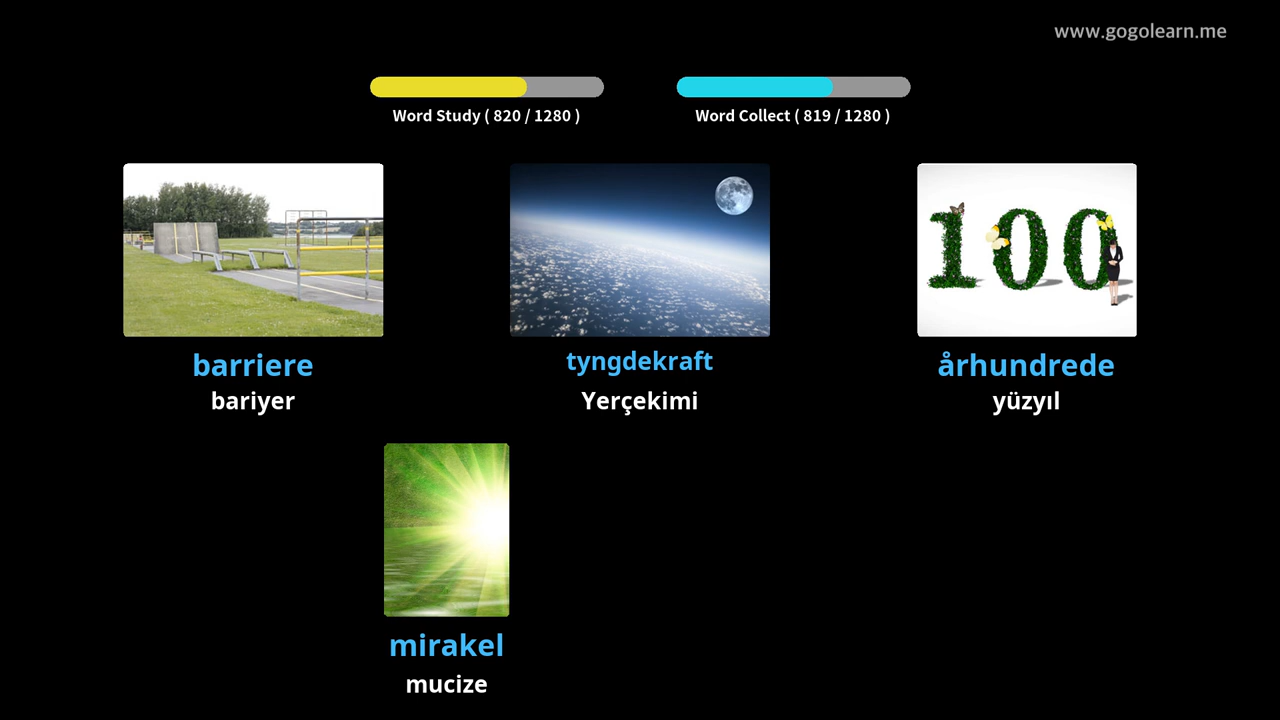 www.gogolearn.me
Word Study ( 820 / 1280 )
Word Collect ( 819 / 1280 )
100
barriere
bariyer
tyngdekraft
Yerçekimi
århundrede
yüzyıl
mirakel
mucize